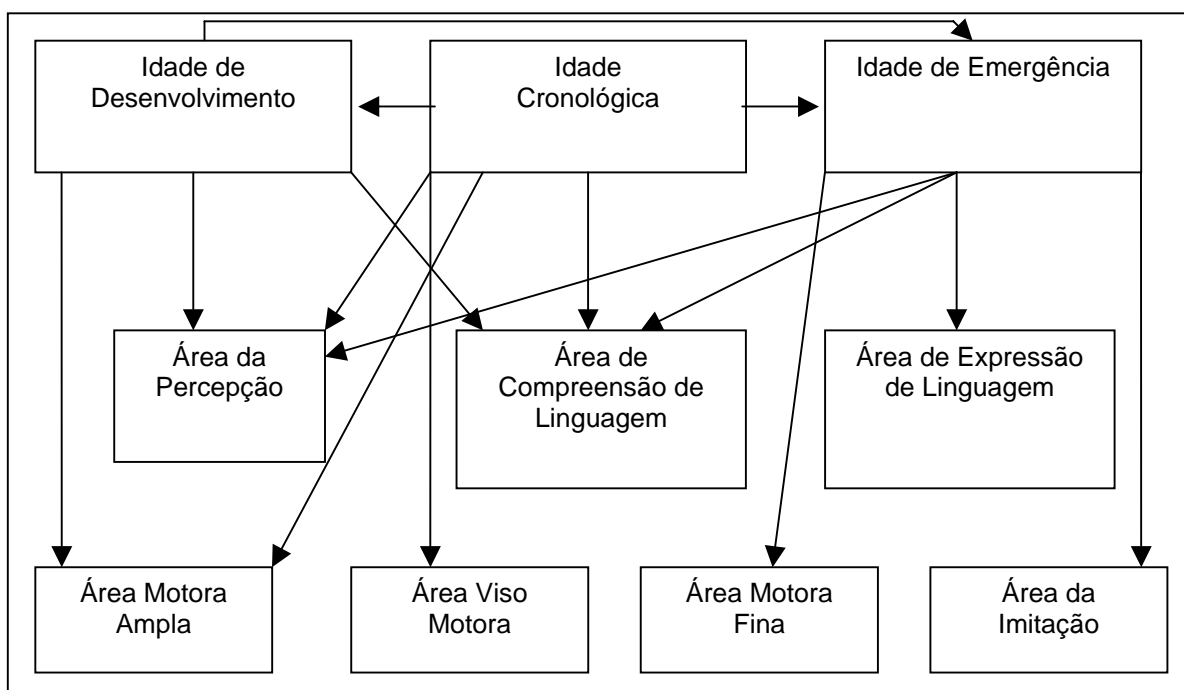 Idade de
Desenvolvimento
Idade
Cronológica
Idade de Emergência
Área da
Percepção
Área de
Compreensão de
Linguagem
Área de Expressão
de Linguagem
Área Motora
Ampla
Área Viso
Motora
Área Motora
Fina
Área da
Imitação